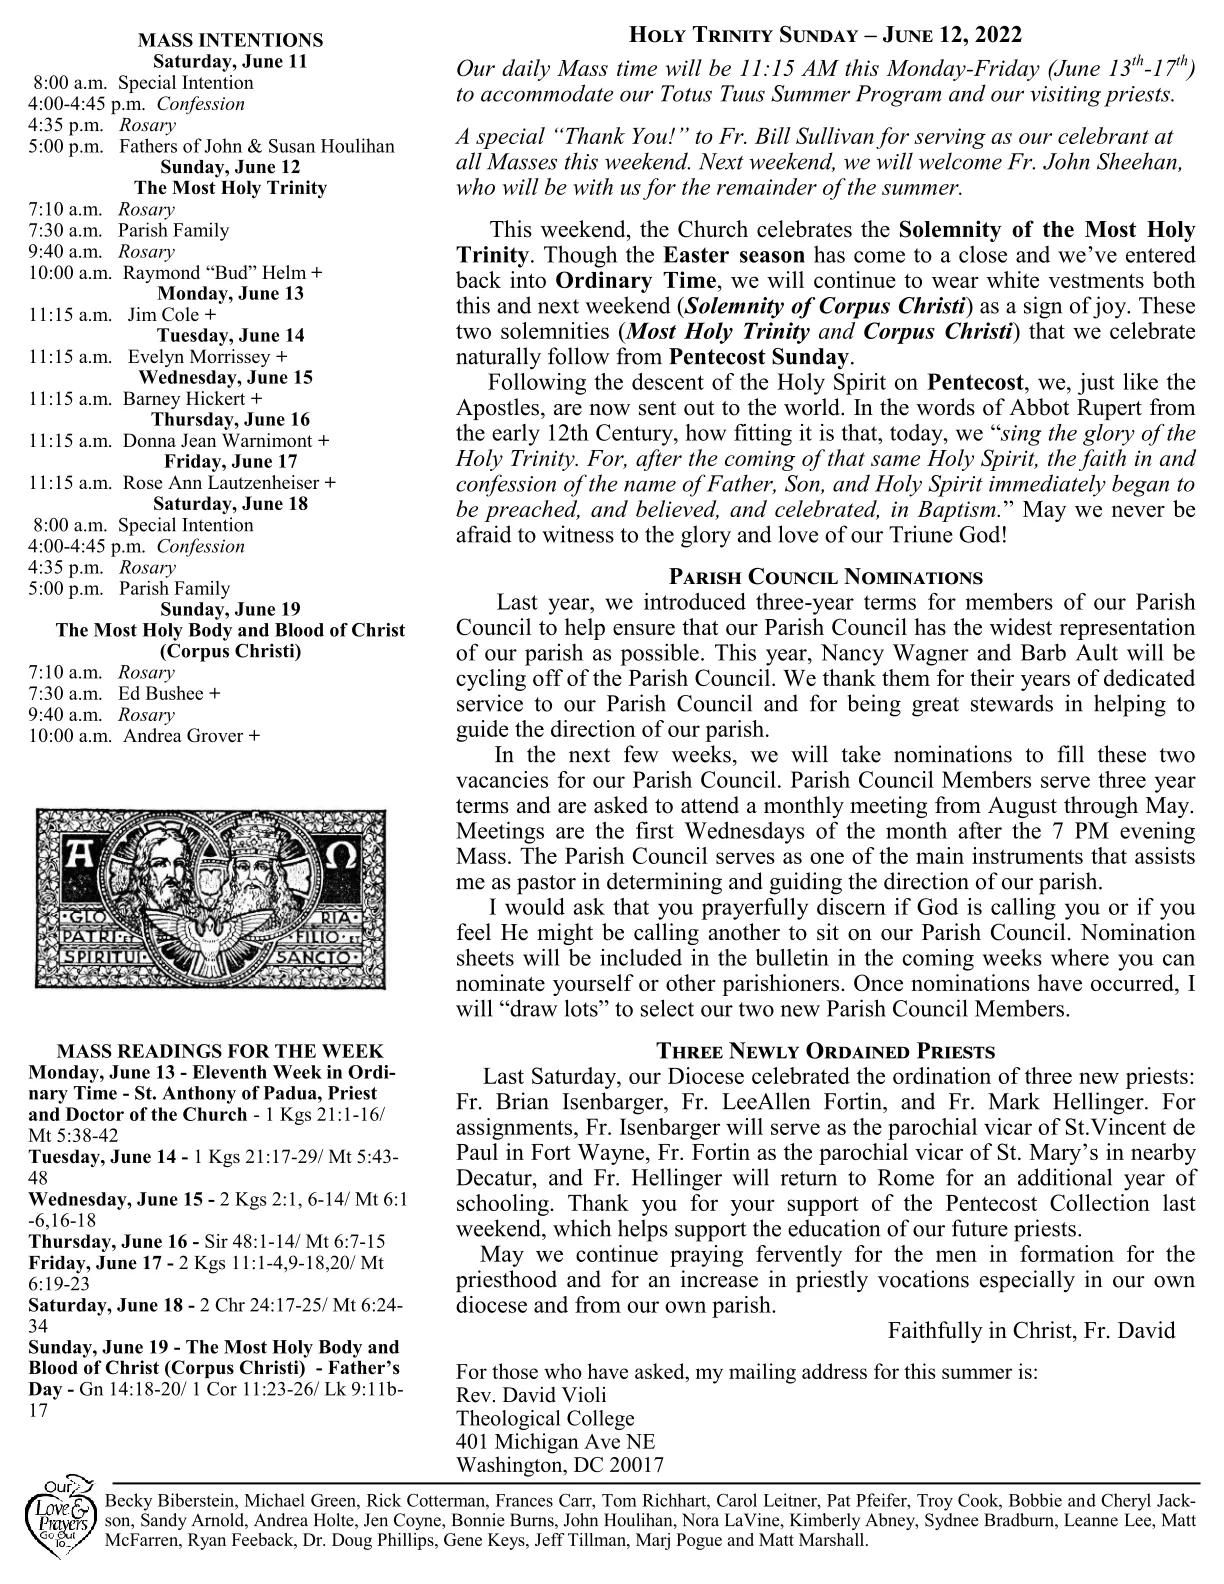 MASS INTENTIONS
Saturday, June 11
8:00 a.m. Special Intention
4:00-4:45 p.m. Confession
4:35 p.m. Rosary
5:00 p.m. Fathers of John & Susan Houlihan
Sunday, June 12
The Most Holy Trinity
7:10 a.m. Rosary
7:30 a.m. Parish Family
9:40 a.m. Rosary
10:00 a.m. Raymond “Bud” Helm +
Monday, June 13
11:15 a.m. Jim Cole +
Tuesday, June 14
11:15 a.m. Evelyn Morrissey +
Wednesday, June 15
11:15 a.m. Barney Hickert +
Thursday, June 16
11:15 a.m. Donna Jean Warnimont +
Friday, June 17
11:15 a.m. Rose Ann Lautzenheiser +
Saturday, June 18
8:00 a.m. Special Intention
4:00-4:45 p.m. Confession
4:35 p.m. Rosary
5:00 p.m. Parish Family
Sunday, June 19
The Most Holy Body and Blood of Christ
(Corpus Christi)
7:10 a.m. Rosary
7:30 a.m. Ed Bushee +
9:40 a.m. Rosary
10:00 a.m. Andrea Grover +
A Ω
·GLO RIA·
PATRI·ET ·FILIO·ET
SPIRITUI· SANCTO·
MASS READINGS FOR THE WEEK
Monday, June 13 - Eleventh Week in Ordi-
nary Time - St. Anthony of Padua, Priest
and Doctor of the Church - 1 Kgs 21:1-16/
Mt 5:38-42
Tuesday, June 14 - 1 Kgs 21:17-29/ Mt 5:43-
48
Wednesday, June 15 - 2 Kgs 2:1, 6-14/ Mt 6:1
-6,16-18
Thursday, June 16 - Sir 48:1-14/ Mt 6:7-15
Friday, June 17 - 2 Kgs 11:1-4,9-18,20/ Mt
6:19-23
Saturday, June 18 - 2 Chr 24:17-25/ Mt 6:24-
34
Sunday, June 19 - The Most Holy Body and
Blood of Christ (Corpus Christi) - Father’s
Day - Gn 14:18-20/ 1 Cor 11:23-26/ Lk 9:11b-
17
HOLY TRINITY SUNDAY – JUNE 12, 2022
Our daily Mass time will be 11:15 AM this Monday-Friday (June 13th-17th)
to accommodate our Totus Tuus Summer Program and our visiting priests.
A special “Thank You!” to Fr. Bill Sullivan for serving as our celebrant at
all Masses this weekend. Next weekend, we will welcome Fr. John Sheehan,
who will be with us for the remainder of the summer.
This weekend, the Church celebrates the Solemnity of the Most Holy
Trinity. Though the Easter season has come to a close and we’ve entered
back into Ordinary Time, we will continue to wear white vestments both
this and next weekend (Solemnity of Corpus Christi) as a sign of joy. These
two solemnities (Most Holy Trinity and Corpus Christi) that we celebrate
naturally follow from Pentecost Sunday.
Following the descent of the Holy Spirit on Pentecost, we, just like the
Apostles, are now sent out to the world. In the words of Abbot Rupert from
the early 12th Century, how fitting it is that, today, we “sing the glory of the
Holy Trinity. For, after the coming of that same Holy Spirit, the faith in and
confession of the name of Father, Son, and Holy Spirit immediately began to
be preached, and believed, and celebrated, in Baptism.” May we never be
afraid to witness to the glory and love of our Triune God!
PARISH COUNCIL NOMINATIONS
Last year, we introduced three-year terms for members of our Parish
Council to help ensure that our Parish Council has the widest representation
of our parish as possible. This year, Nancy Wagner and Barb Ault will be
cycling off of the Parish Council. We thank them for their years of dedicated
service to our Parish Council and for being great stewards in helping to
guide the direction of our parish.
In the next few weeks, we will take nominations to fill these two
vacancies for our Parish Council. Parish Council Members serve three year
terms and are asked to attend a monthly meeting from August through May.
Meetings are the first Wednesdays of the month after the 7 PM evening
Mass. The Parish Council serves as one of the main instruments that assists
me as pastor in determining and guiding the direction of our parish.
I would ask that you prayerfully discern if God is calling you or if you
feel He might be calling another to sit on our Parish Council. Nomination
sheets will be included in the bulletin in the coming weeks where you can
nominate yourself or other parishioners. Once nominations have occurred, I
will “draw lots” to select our two new Parish Council Members.
THREE NEWLY ORDAINED PRIESTS
Last Saturday, our Diocese celebrated the ordination of three new priests:
Fr. Brian Isenbarger, Fr. LeeAllen Fortin, and Fr. Mark Hellinger. For
assignments, Fr. Isenbarger will serve as the parochial vicar of St.Vincent de
Paul in Fort Wayne, Fr. Fortin as the parochial vicar of St. Mary’s in nearby
Decatur, and Fr. Hellinger will return to Rome for an additional year of
schooling. Thank you for your support of the Pentecost Collection last
weekend, which helps support the education of our future priests.
May we continue praying fervently for the men in formation for the
priesthood and for an increase in priestly vocations especially in our own
diocese and from our own parish.
Faithfully in Christ, Fr. David
For those who have asked, my mailing address for this summer is:
Rev. David Violi
Theological College
401 Michigan Ave NE
Washington, DC 20017
Our
Love &
Prayers
Go Out
To...
Becky Biberstein, Michael Green, Rick Cotterman, Frances Carr, Tom Richhart, Carol Leitner, Pat Pfeifer, Troy Cook, Bobbie and Cheryl Jack-
son, Sandy Arnold, Andrea Holte, Jen Coyne, Bonnie Burns, John Houlihan, Nora LaVine, Kimberly Abney, Sydnee Bradburn, Leanne Lee, Matt
McFarren, Ryan Feeback, Dr. Doug Phillips, Gene Keys, Jeff Tillman, Marj Pogue and Matt Marshall.